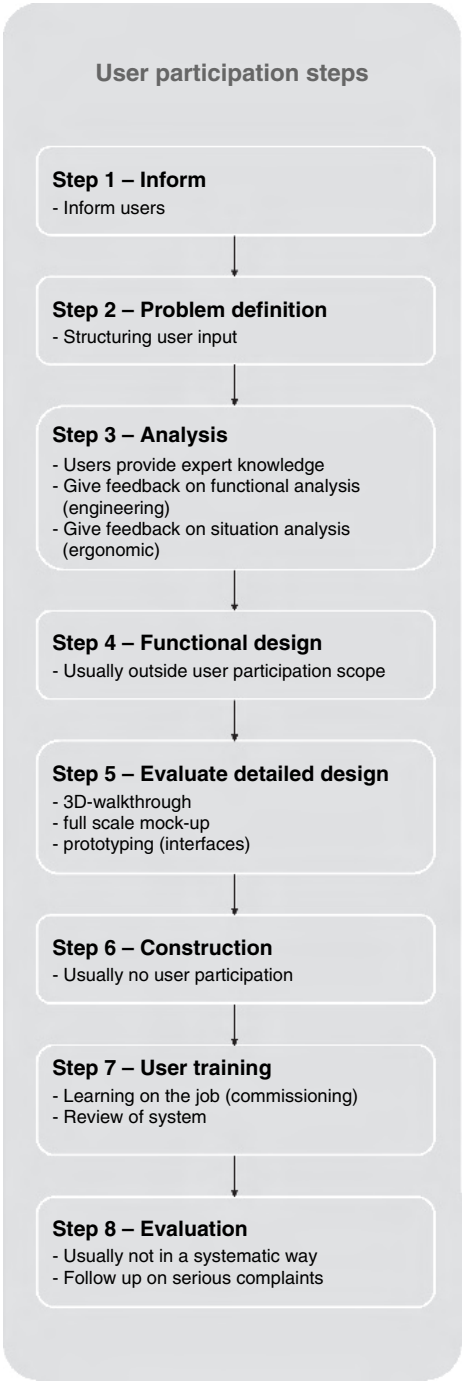 User participation steps
Step 1 – Inform
- Inform users
Step 2 – Problem definition
- Structuring user input
Step 3 – Analysis
- Users provide expert knowledge
- Give feedback on functional analysis
(engineering)
- Give feedback on situation analysis
(ergonomic)
Step 4 – Functional design
- Usually outside user participation scope
Step 5 – Evaluate detailed design
- 3D-walkthrough
- full scale mock-up
- prototyping (interfaces)
Step 6 – Construction
- Usually no user participation
Step 7 – User training
- Learning on the job (commissioning)
- Review of system
Step 8 – Evaluation
- Usually not in a systematic way
- Follow up on serious complaints